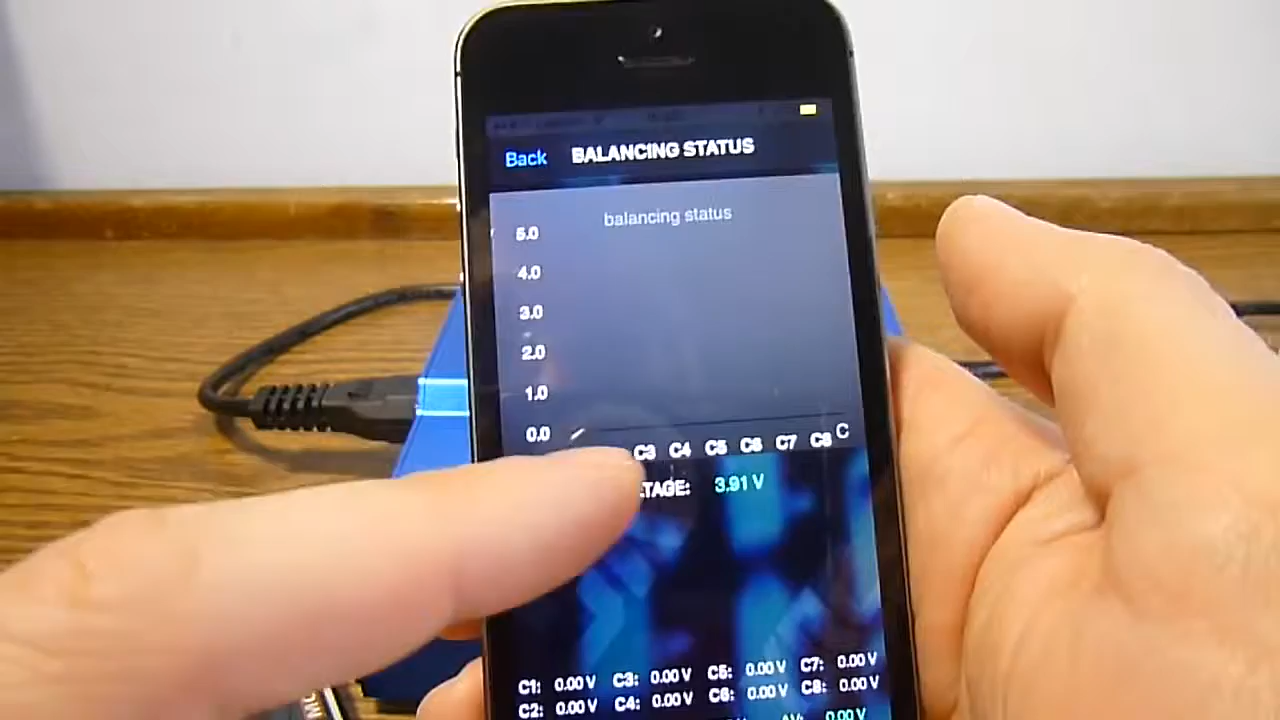 Back BALANCING STATUS
balancing status
5.0
4.0
3.0
2.0
1.0
0.0
C3 C4 C5 C6 C7 C8 C
LTAGE: 3.91 V
C1: 0.00 V C3: 0.00 V C5: 0.00 V C7: 0.00 V
C2: 0.00 V C4: 0.00 V C6: 0.00 V C8: 0.00 V
0.00 V